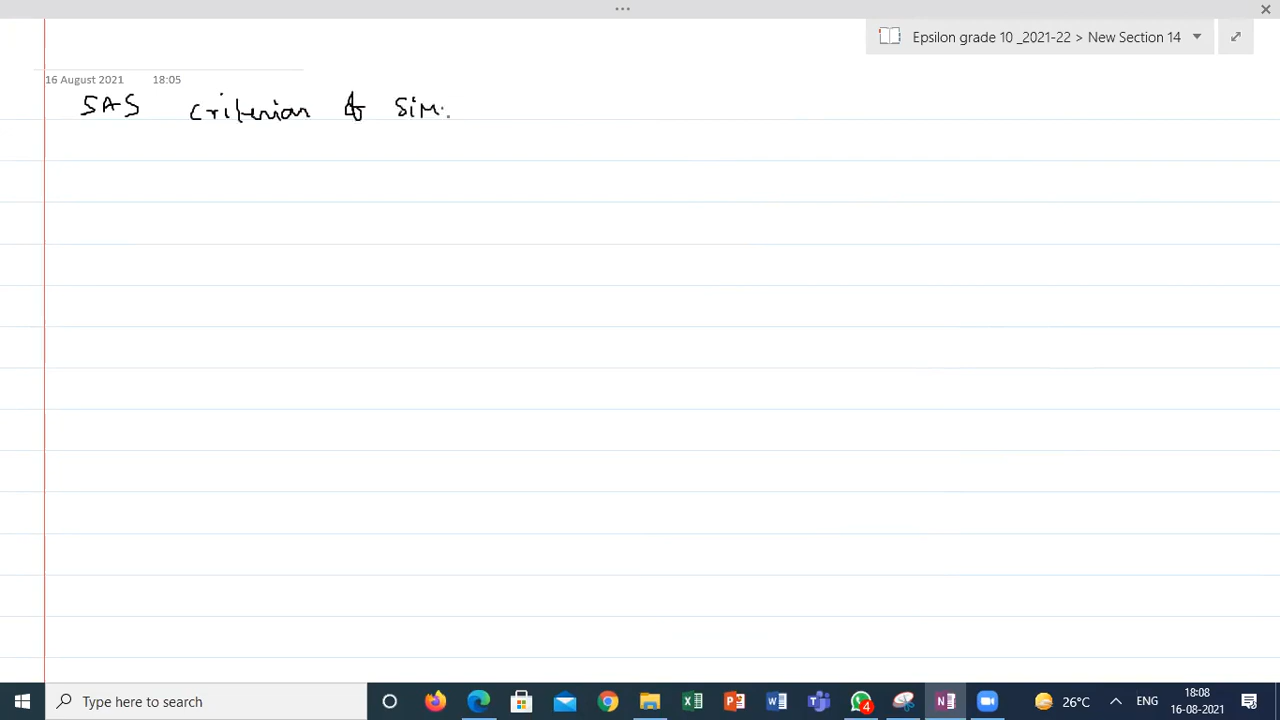 Epsilon grade 10 _2021-22 > New Section 14
16 August 2021 18:05
SAS criterion of Sim.
Type here to search
4
26°C
ENG
18:08
16-08-2021